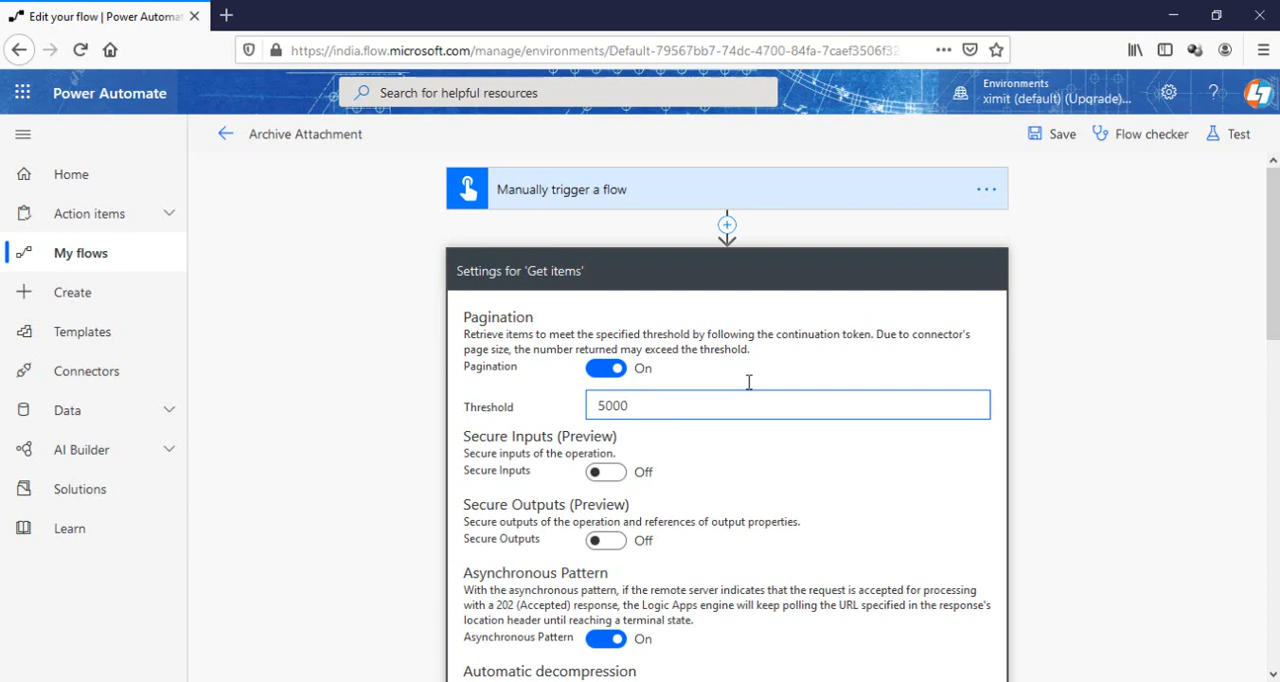 Edit your flow | Power Automa
https://india.flow.microsoft.com/manage/environments/Default-79567bb7-74dc-4700-84fa-7caef3506f32
Power Automate
Search for helpful resources
Environments
ximit (default) (Upgrade)...
?
Archive Attachment
Save
Flow checker
Test
Home
Action items
My flows
Create
Templates
Connectors
Data
AI Builder
Solutions
Learn
Manually trigger a flow
Settings for 'Get items'
Pagination
Retrieve items to meet the specified threshold by following the continuation token. Due to connector's
page size, the number returned may exceed the threshold.
Pagination
On
Threshold
5000
Secure Inputs (Preview)
Secure inputs of the operation.
Secure Inputs
Off
Secure Outputs (Preview)
Secure outputs of the operation and references of output properties.
Secure Outputs
Off
Asynchronous Pattern
With the asynchronous pattern, if the remote server indicates that the request is accepted for processing
with a 202 (Accepted) response, the Logic Apps engine will keep polling the URL specified in the response's
location header until reaching a terminal state.
Asynchronous Pattern
On
Automatic decompression